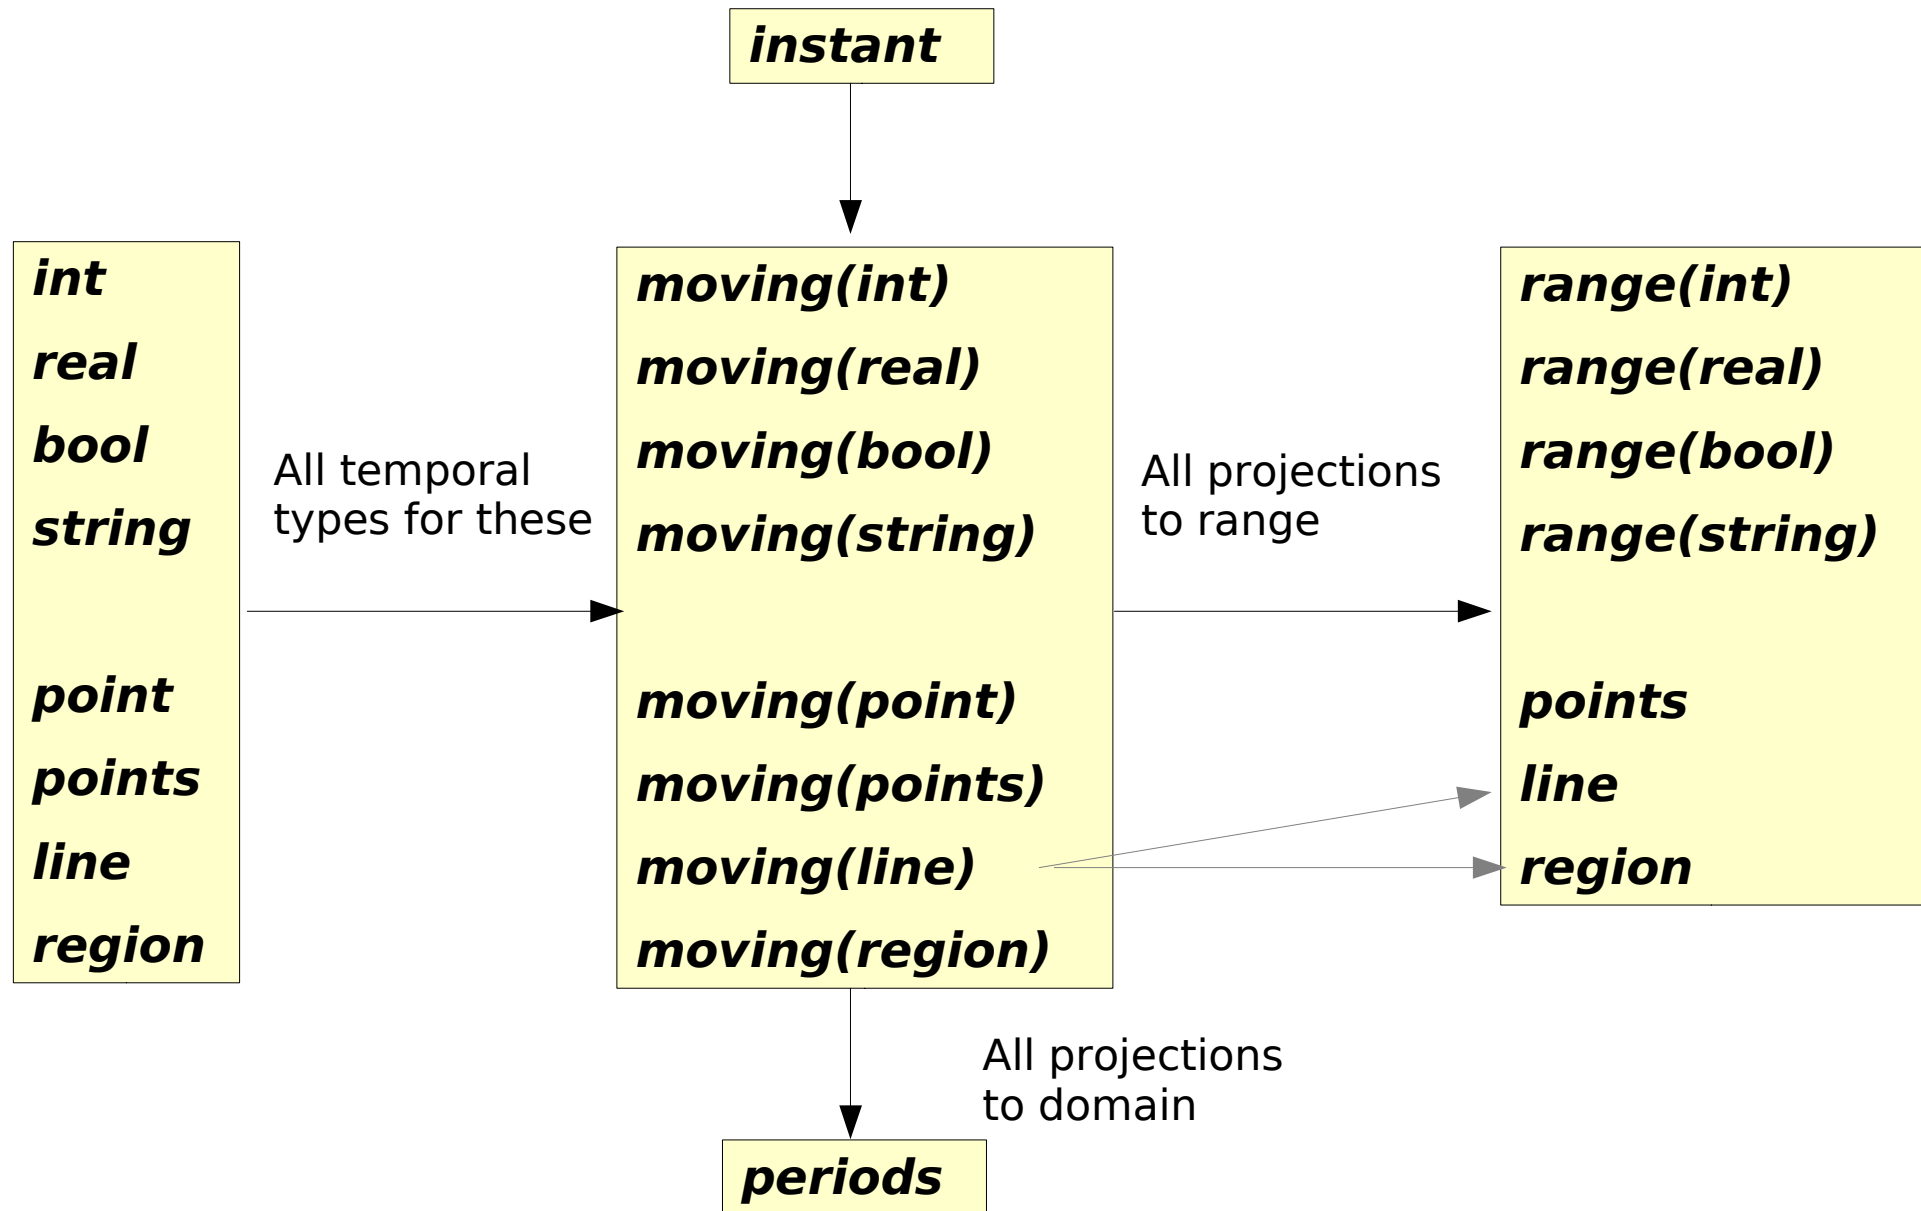 instant
int
real
bool
string
point
points
line
region
All temporal
types for these
moving(int)
moving(real)
moving(bool)
moving(string)
moving(point)
moving(points)
moving(line)
moving(region)
All projections
to range
range(int)
range(real)
range(bool)
range(string)
points
line
region
All projections
to domain
periods